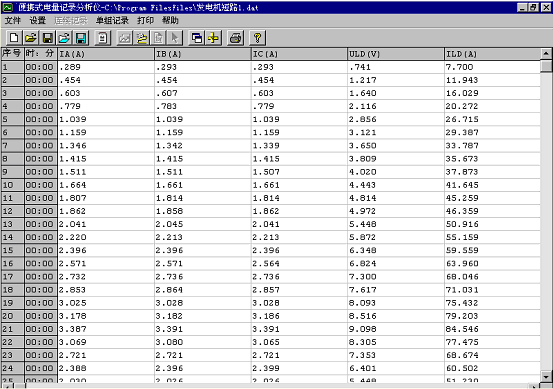 便携式电量记录分析仪-C:\Program FilesFiles\发电机短路1.dat
文件 设置 连续记录 单组记录 打印 帮助
序号 时:分 IA(A) IB(A) IC(A) ULD(V) ILD(A)
1 00:00 .289 .293 .293 .741 7.700
2 00:00 .454 .454 .454 1.217 11.943
3 00:00 .603 .607 .603 1.640 16.029
4 00:00 .779 .783 .779 2.116 20.272
5 00:00 1.039 1.039 1.039 2.856 26.715
6 00:00 1.159 1.159 1.159 3.121 29.387
7 00:00 1.346 1.342 1.339 3.650 33.787
8 00:00 1.415 1.415 1.415 3.809 35.673
9 00:00 1.511 1.511 1.507 4.020 37.873
10 00:00 1.664 1.661 1.661 4.443 41.645
11 00:00 1.807 1.814 1.814 4.814 45.259
12 00:00 1.862 1.858 1.862 4.972 46.359
13 00:00 2.041 2.045 2.041 5.448 50.916
14 00:00 2.220 2.213 2.213 5.872 55.159
15 00:00 2.396 2.396 2.396 6.348 59.559
16 00:00 2.571 2.571 2.564 6.824 63.960
17 00:00 2.732 2.736 2.736 7.300 68.046
18 00:00 2.853 2.864 2.857 7.617 71.031
19 00:00 3.025 3.028 3.028 8.093 75.432
20 00:00 3.178 3.182 3.186 8.516 79.203
21 00:00 3.387 3.391 3.391 9.098 84.546
22 00:00 3.069 3.080 3.065 8.305 77.475
23 00:00 2.721 2.721 2.721 7.353 68.674
24 00:00 2.388 2.396 2.399 6.401 60.502
25 00:00 2.030 2.026 2.026 5.448 51.230